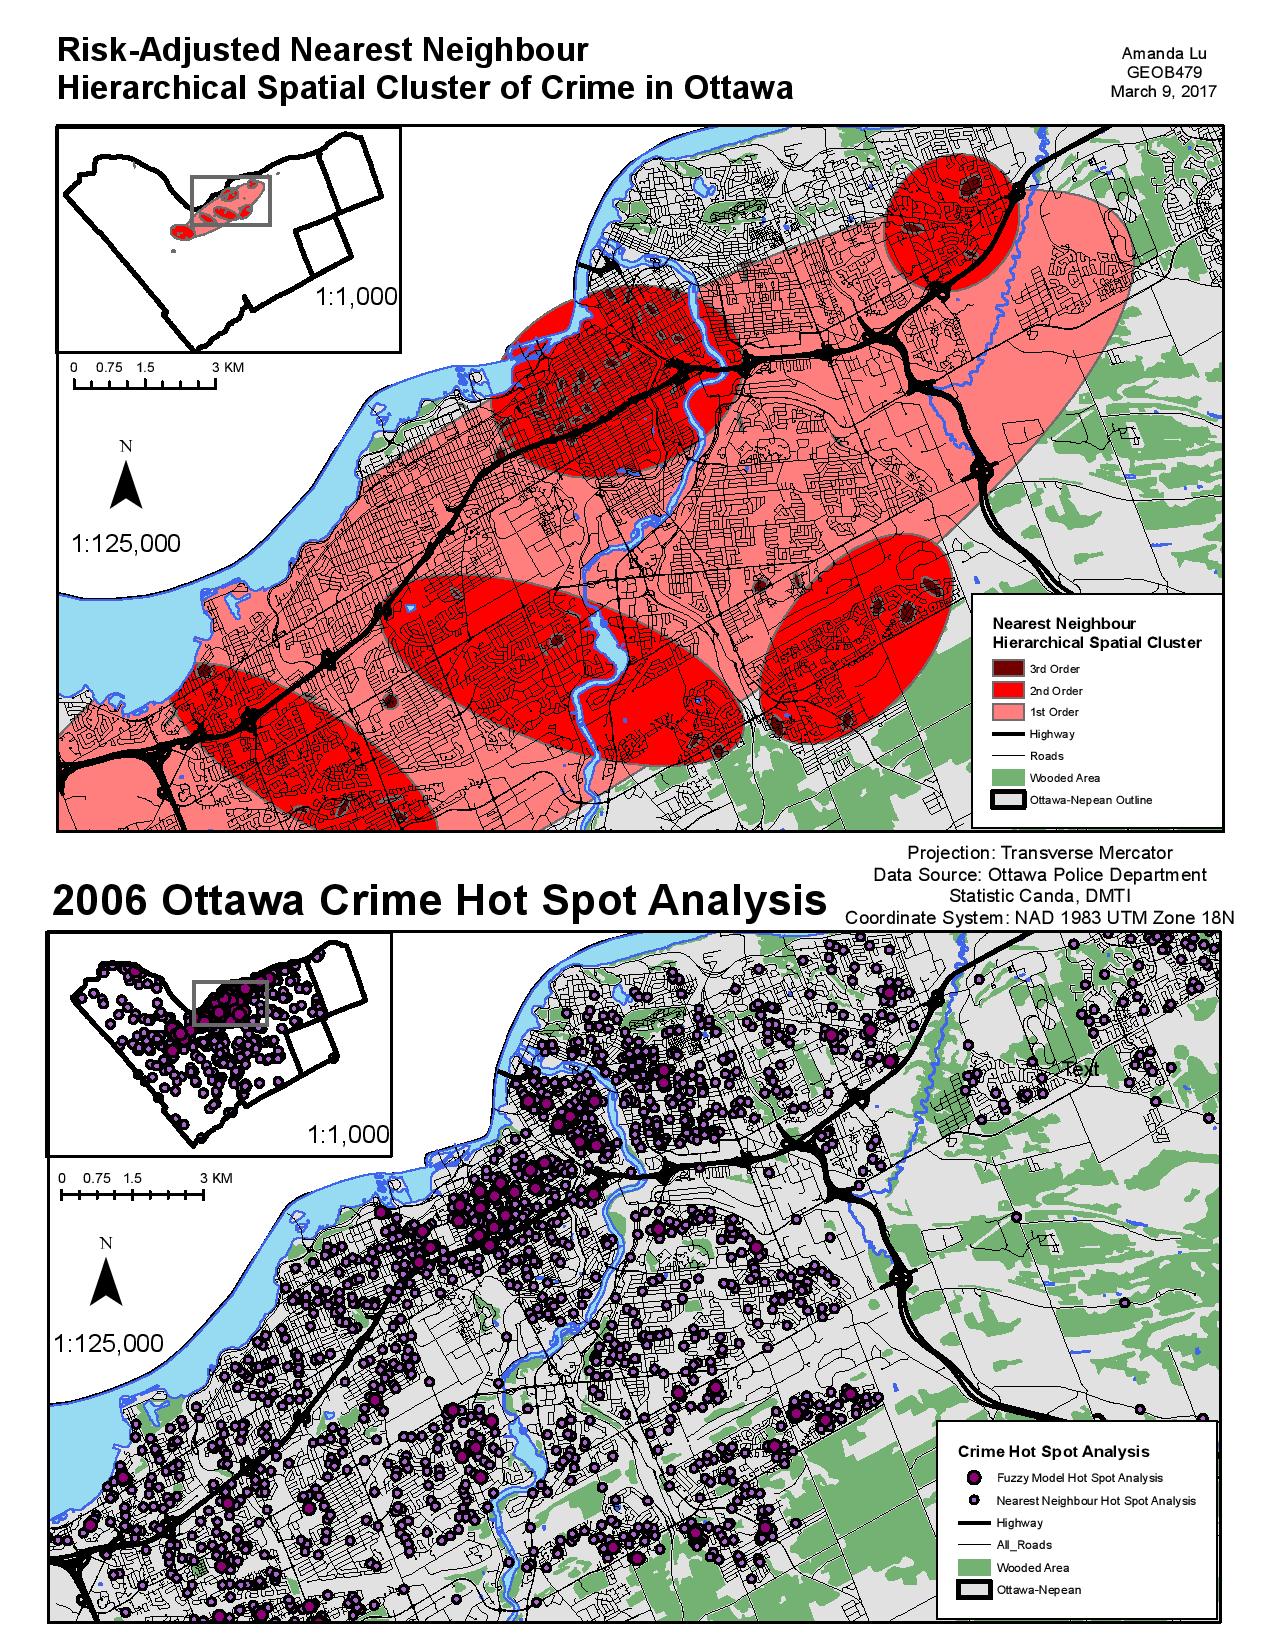 Risk-Adjusted Nearest Neighbour
Hierarchical Spatial Cluster of Crime in Ottawa
Amanda Lu
GEOB479
March 9, 2017
1:1,000
0 0.75 1.5 3 KM
N
1:125,000
Nearest Neighbour
Hierarchical Spatial Cluster
3rd Order
2nd Order
1st Order
Highway
Roads
Wooded Area
Ottawa-Nepean Outline
Projection: Transverse Mercator
Data Source: Ottawa Police Department
Statistic Canda, DMTI
Coordinate System: NAD 1983 UTM Zone 18N
2006 Ottawa Crime Hot Spot Analysis
1:1,000
Text
0 0.75 1.5 3 KM
N
1:125,000
Crime Hot Spot Analysis
Fuzzy Model Hot Spot Analysis
Nearest Neighbour Hot Spot Analysis
Highway
All_Roads
Wooded Area
Ottawa-Nepean